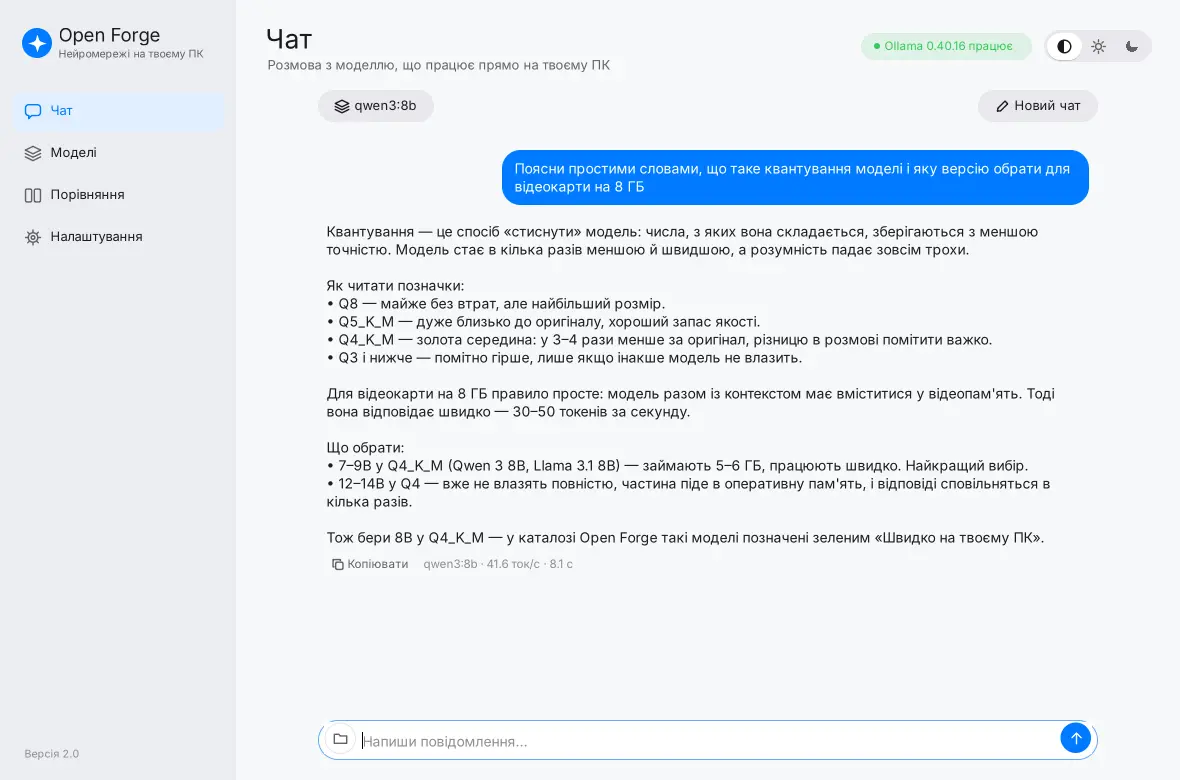 Open Forge
Нейромережі на твоєму ПК
Чат
Моделі
Порівняння
Налаштування
Версія 2.0
Чат
Розмова з моделлю, що працює прямо на твоєму ПК
Ollama 0.40.16 працює
qwen3:8b
Новий чат
Поясни простими словами, що таке квантування моделі і яку версію обрати для
відеокарти на 8 ГБ
Квантування — це спосіб «стиснути» модель: числа, з яких вона складається, зберігаються з меншою
точністю. Модель стає в кілька разів меншою й швидшою, а розумність падає зовсім трохи.
Як читати позначки:
• Q8 — майже без втрат, але найбільший розмір.
• Q5_K_M — дуже близько до оригіналу, хороший запас якості.
• Q4_K_M — золота середина: у 3–4 рази менше за оригінал, різницю в розмові помітити важко.
• Q3 і нижче — помітно гірше, лише якщо інакше модель не влазить.
Для відеокарти на 8 ГБ правило просте: модель разом із контекстом має вміститися у відеопам'ять. Тоді
вона відповідає швидко — 30–50 токенів за секунду.
Що обрати:
• 7–9B у Q4_K_M (Qwen 3 8B, Llama 3.1 8B) — займають 5–6 ГБ, працюють швидко. Найкращий вибір.
• 12–14B у Q4 — вже не влазять повністю, частина піде в оперативну пам'ять, і відповіді сповільняться в
кілька разів.
Тож бери 8B у Q4_K_M — у каталозі Open Forge такі моделі позначені зеленим «Швидко на твоєму ПК».
Копіювати
qwen3:8b · 41.6 ток/с · 8.1 с
Напиши повідомлення...